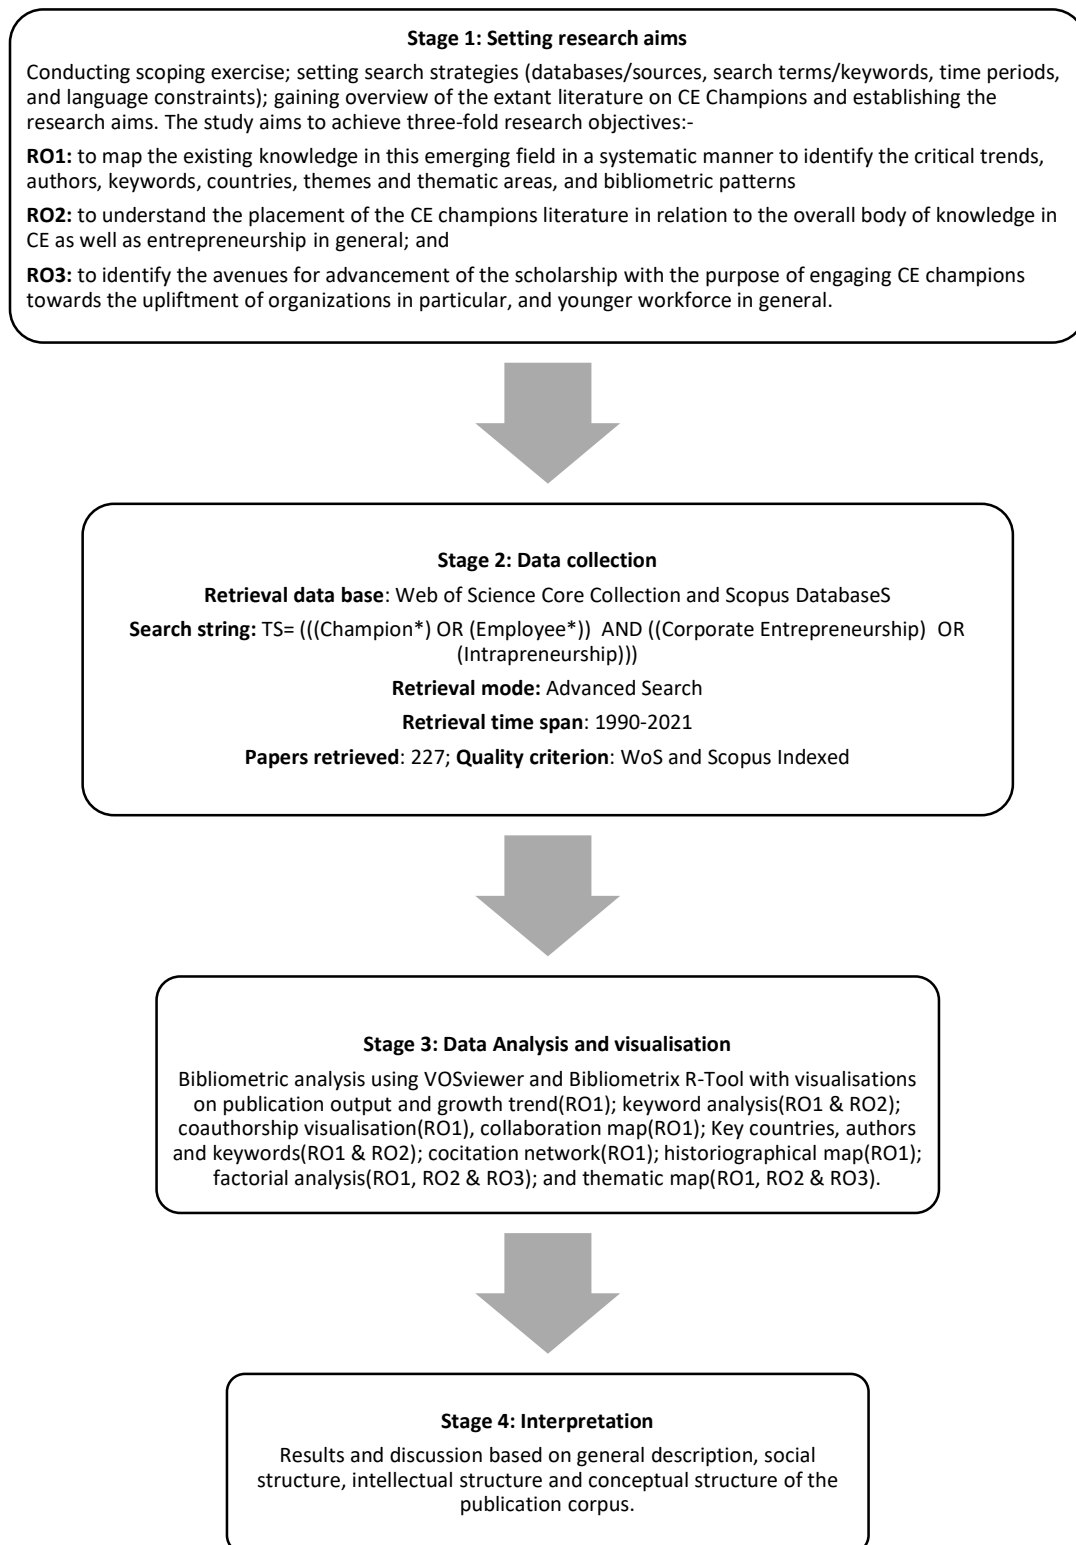 Stage 1: Setting research aims
Conducting scoping exercise; setting search strategies (databases/sources, search terms/keywords, time periods,
and language constraints); gaining overview of the extant literature on CE Champions and establishing the
research aims. The study aims to achieve three-fold research objectives:-
RO1: to map the existing knowledge in this emerging field in a systematic manner to identify the critical trends,
authors, keywords, countries, themes and thematic areas, and bibliometric patterns
RO2: to understand the placement of the CE champions literature in relation to the overall body of knowledge in
CE as well as entrepreneurship in general; and
RO3: to identify the avenues for advancement of the scholarship with the purpose of engaging CE champions
towards the upliftment of organizations in particular, and younger workforce in general.
Stage 2: Data collection
Retrieval data base: Web of Science Core Collection and Scopus DatabaseS
Search string: TS= (((Champion*) OR (Employee*)) AND ((Corporate Entrepreneurship) OR
(Intrapreneurship)))
Retrieval mode: Advanced Search
Retrieval time span: 1990-2021
Papers retrieved: 227; Quality criterion: WoS and Scopus Indexed
Stage 3: Data Analysis and visualisation
Bibliometric analysis using VOSviewer and Bibliometrix R-Tool with visualisations
on publication output and growth trend(RO1); keyword analysis(RO1 & RO2);
coauthorship visualisation(RO1), collaboration map(RO1); Key countries, authors
and keywords(RO1 & RO2); cocitation network(RO1); historiographical map(RO1);
factorial analysis(RO1, RO2 & RO3); and thematic map(RO1, RO2 & RO3).
Stage 4: Interpretation
Results and discussion based on general description, social
structure, intellectual structure and conceptual structure of the
publication corpus.